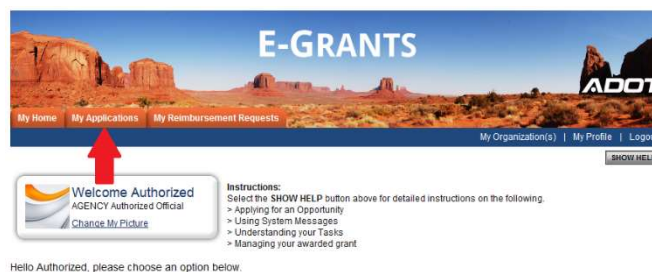 E-GRANTS
ADOT
My Home My Applications My Reimbursement Requests
My Organization(s) | My Profile |
SHOW
Welcome Authorized
AGENCY Authorized Official
Change My Picture
Instructions:
Select the SHOW HELP button above for detailed instructions on the following.
> Applying for an Opportunity
> Using System Messages
> Understanding your Tasks
> Managing your awarded grant
Hello Authorized, please choose an option below.